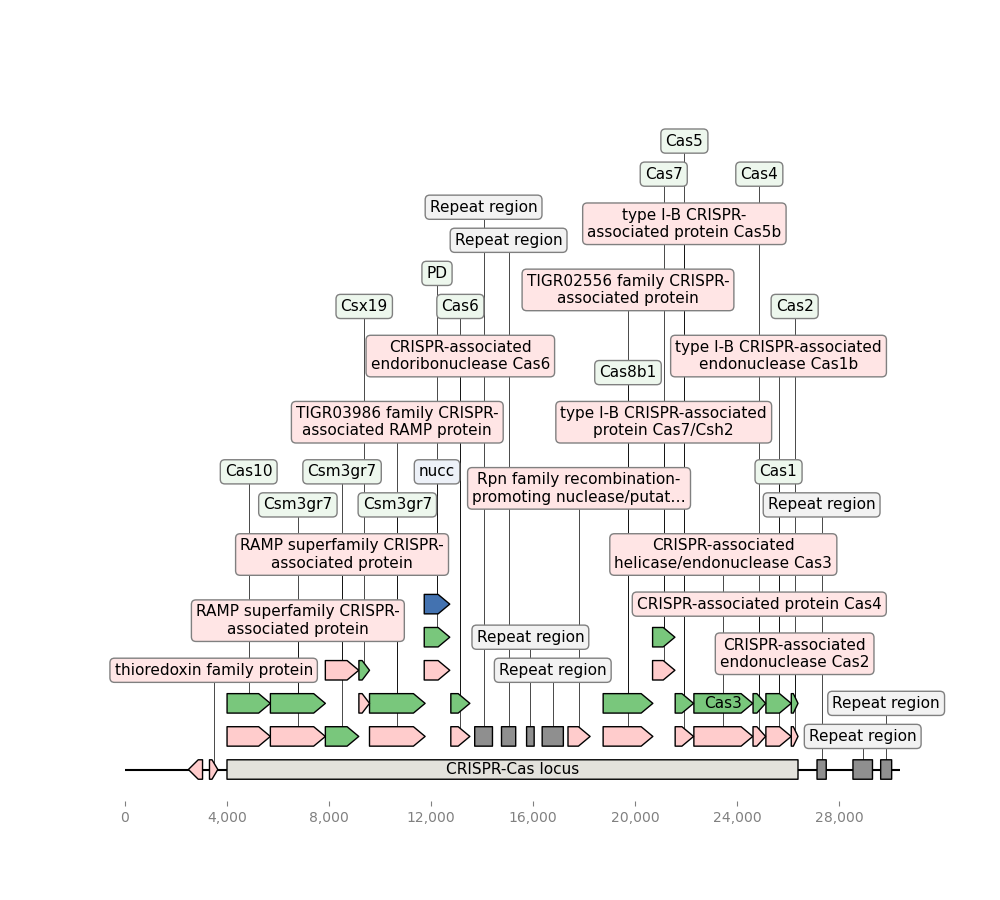 Cas5
Cas7
Cas4
Repeat region
type I-B CRISPR-
associated protein Cas5b
Repeat region
PD
TIGR02556 family CRISPR-
associated protein
Csx19
Cas6
Cas2
CRISPR-associated
endoribonuclease Cas6
type I-B CRISPR-associated
endonuclease Cas1b
Cas8b1
TIGR03986 family CRISPR-
associated RAMP protein
type I-B CRISPR-associated
protein Cas7/Csh2
Cas10
Csm3gr7
nucc
Cas1
Rpn family recombination-
promoting nuclease/putat...
Csm3gr7
Csm3gr7
Repeat region
RAMP superfamily CRISPR-
associated protein
CRISPR-associated
helicase/endonuclease Cas3
CRISPR-associated protein Cas4
RAMP superfamily CRISPR-
associated protein
Repeat region
CRISPR-associated
endonuclease Cas2
thioredoxin family protein
Repeat region
Cas3
Repeat region
Repeat region
CRISPR-Cas locus
0
4,000
8,000
12,000
16,000
20,000
24,000
28,000